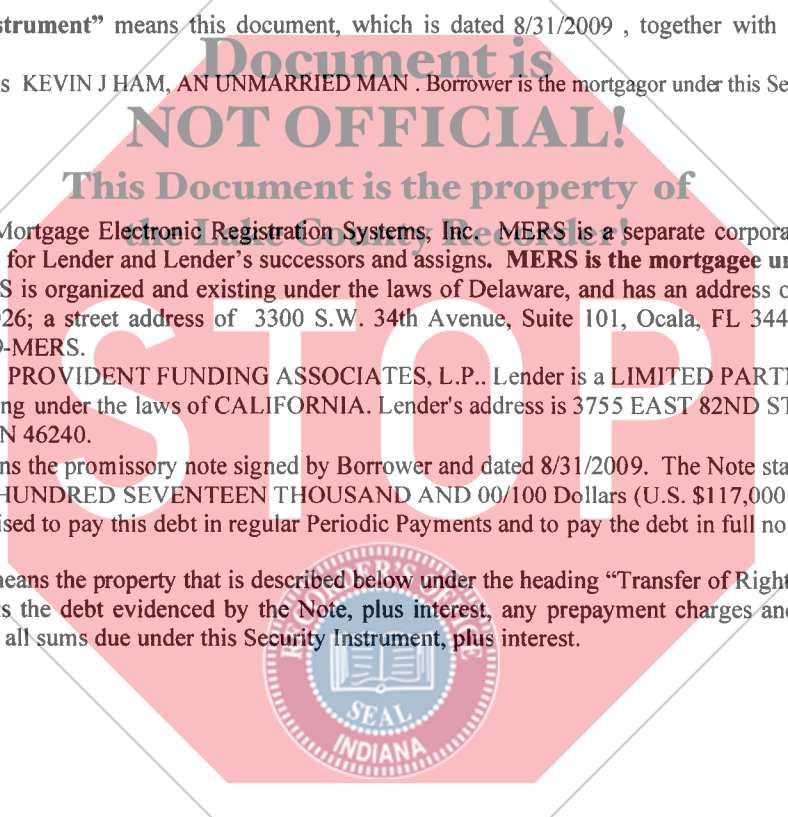 strument” means this document, which is dated 8/31/2009 , together with
Document is
s KEVIN J HAM, AN UNMARRIED MAN . Borrower is the mortgagor under this Se
NOT OFFICIAL!
This Document is the property of
the Lake County Recorder!
Mortgage Electronic Registration Systems, Inc. MERS is a separate corpora
for Lender and Lender’s successors and assigns. MERS is the mortgagee u
S is organized and existing under the laws of Delaware, and has an address o
26; a street address of 3300 S.W. 34th Avenue, Suite 101, Ocala, FL 344
9-MERS.
PROVIDENT FUNDING ASSOCIATES, L.P.. Lender is a LIMITED PART
ng under the laws of CALIFORNIA. Lender's address is 3755 EAST 82ND ST
N 46240.
STOP
ns the promissory note signed by Borrower and dated 8/31/2009. The Note sta
HUNDRED SEVENTEEN THOUSAND AND 00/100 Dollars (U.S. $117,000
ised to pay this debt in regular Periodic Payments and to pay the debt in full no
eans the property that is described below under the heading “Transfer of Right
s the debt evidenced by the Note, plus interest, any prepayment charges and
all sums due under this Security Instrument, plus interest.
RECORDER'S OFFICE
SEAL
INDIANA